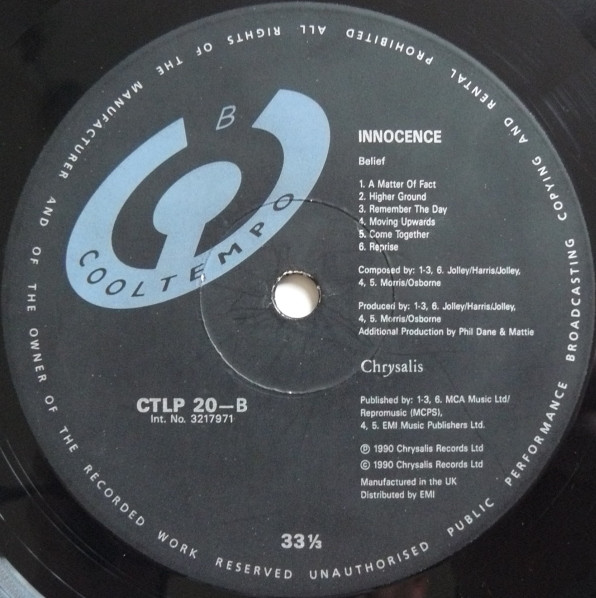 B
COOLTEMPO
INNOCENCE
Belief
1. A Matter Of Fact
2. Higher Ground
3. Remember The Day
4. Moving Upwards
5. Come Together
6. Reprise
Composed by: 1-3, 6. Jolley/Harris/Jolley,
4, 5. Morris/Osborne
Produced by: 1-3, 6. Jolley/Harris/Jolley,
4, 5. Morris/Osborne
Additional Production by Phil Dane & Mattie
Chrysalis
CTLP 20—B
Int. No. 3217971
Published by: 1-3, 6. MCA Music Ltd/
Repromusic (MCPS),
4, 5. EMI Music Publishers Ltd.
℗ 1990 Chrysalis Records Ltd
© 1990 Chrysalis Records Ltd
Manufactured in the UK
Distributed by EMI
33⅓
ALL RIGHTS OF THE MANUFACTURER AND OF THE OWNER OF THE RECORDED WORK RESERVED UNAUTHORISED PUBLIC PERFORMANCE BROADCASTING COPYING AND RENTAL PROHIBITED